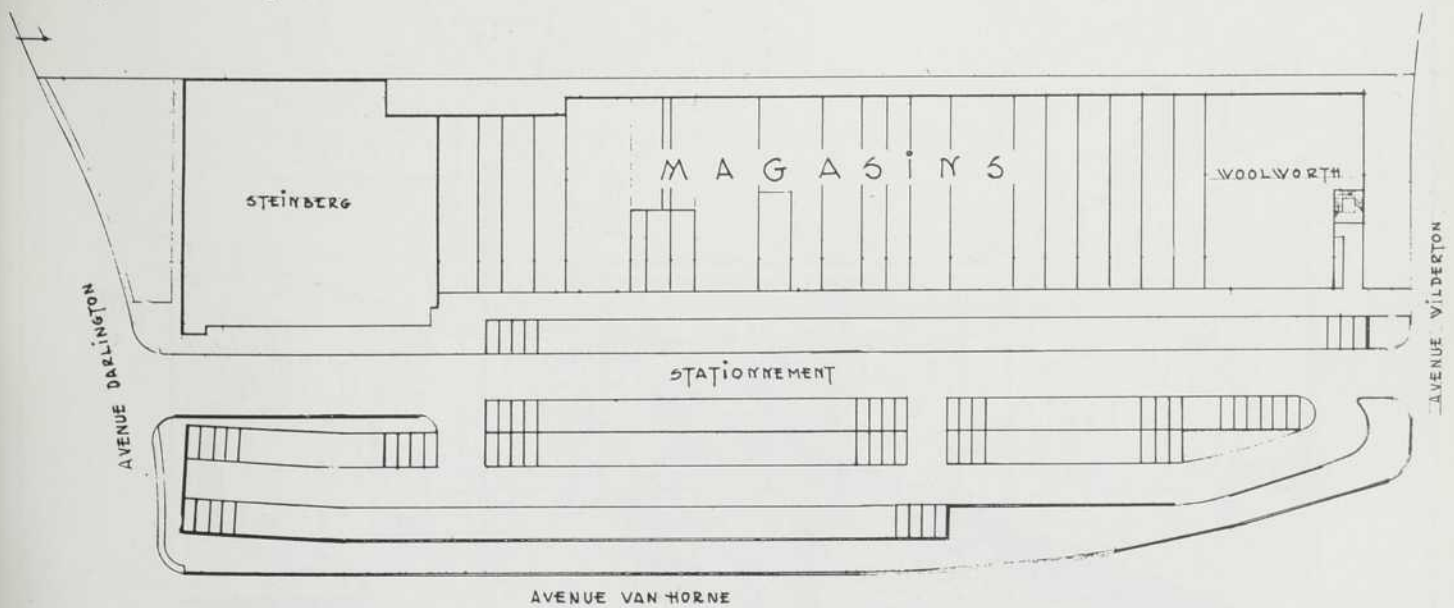 MAGASiNS
STEiNBERG
WOOLWORTH
AVENUE DARLiNGTON
AVENUE WiLDERTON
STATiONNEMENT
AVENUE VAN HORNE